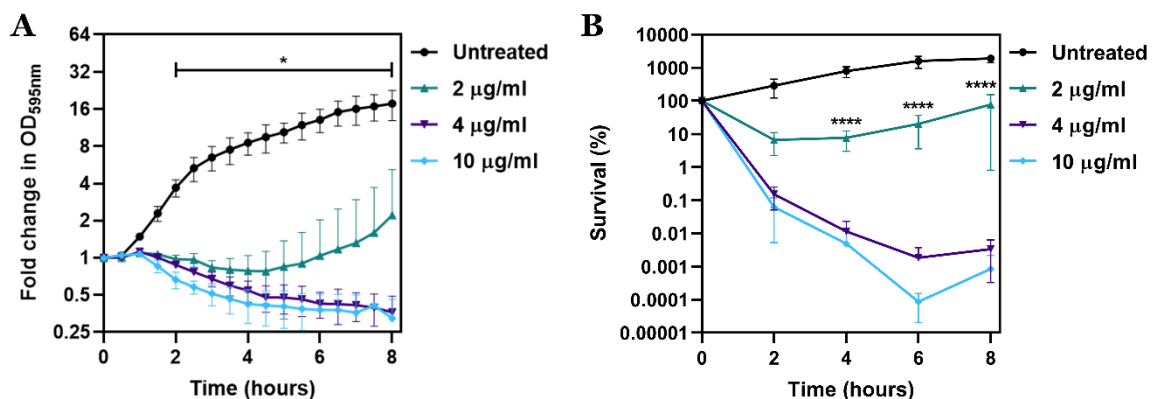 A
Fold change in OD595nm
64
32
16
8
4
2
1
0.5
0.25
*
0 2 4 6 8
Time (hours)
Untreated
2 µg/ml
4 µg/ml
10 µg/ml
B
Survival (%)
10000
1000
100
10
1
0.1
0.01
0.001
0.0001
0.00001
**** **** ****
0 2 4 6 8
Time (hours)
Untreated
2 µg/ml
4 µg/ml
10 µg/ml